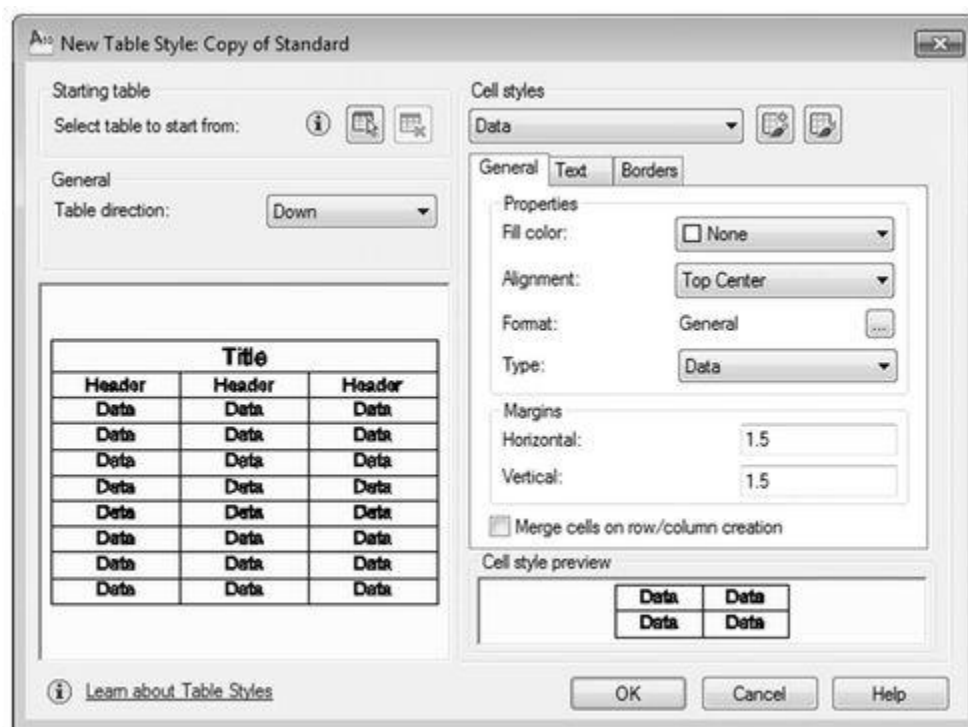 New Table Style: Copy of Standard
Starting table
Select table to start from:
General
Table direction: Down
Title
Header Header Header
Data Data Data
Data Data Data
Data Data Data
Data Data Data
Data Data Data
Data Data Data
Data Data Data
Data Data Data
Learn about Table Styles
Cell styles
Data
General Text Borders
Properties
Fill color: None
Alignment: Top Center
Format: General ...
Type: Data
Margins
Horizontal: 1.5
Vertical: 1.5
Merge cells on row/column creation
Cell style preview
Data Data
Data Data
OK Cancel Help